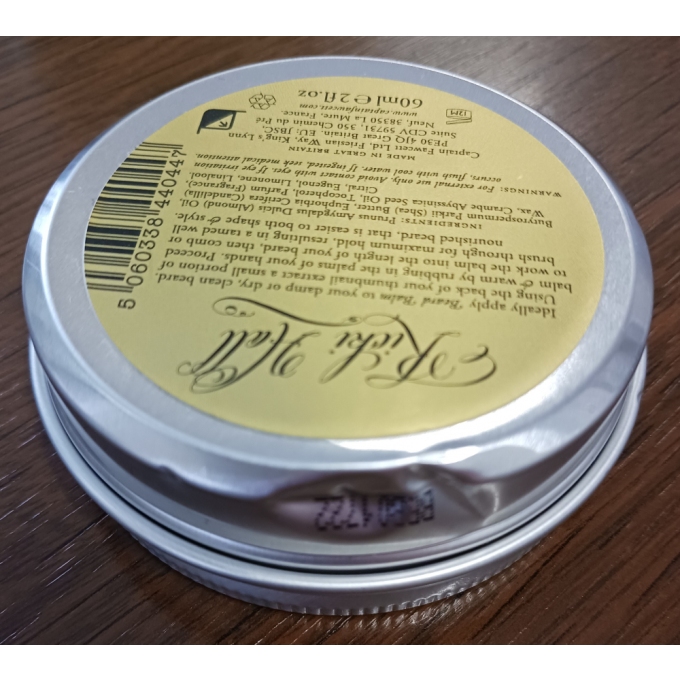 Ricki Hall
Ideally apply Beard Balm to your damp or dry, clean beard.
Using the back of your thumbnail extract a small portion of
balm & warm by rubbing in the palms of your hands. Proceed
to work the balm into the length of your beard, then comb or
brush through for maximum hold, resulting in a tamed well
nourished beard, that is easier to both shape & style.
INGREDIENTS: Prunus Amygdalus Dulcis (Almond) Oil,
Butyrospermum Parkii (Shea) Butter, Euphorbia Cerifera (Candelilla)
Wax, Crambe Abyssinica Seed Oil, Tocopherol, Parfum (Fragrance),
Citral, Eugenol, Limonene, Linalool.
WARNINGS: For external use only. Avoid contact with eyes. If eye irritation
occurs, flush with cool water. If ingested seek medical attention.
MADE IN GREAT BRITAIN
Captain Fawcett Ltd. Friesian Way, King's Lynn
PE30 4JQ Great Britain. EU: JBSC,
Suite CDV 59731, 350 Chemin du Pré
Neuf, 38350 La Mure, France.
www.captainfawcett.com
60ml ℮ 2fl.oz
12M
5 060338 440447